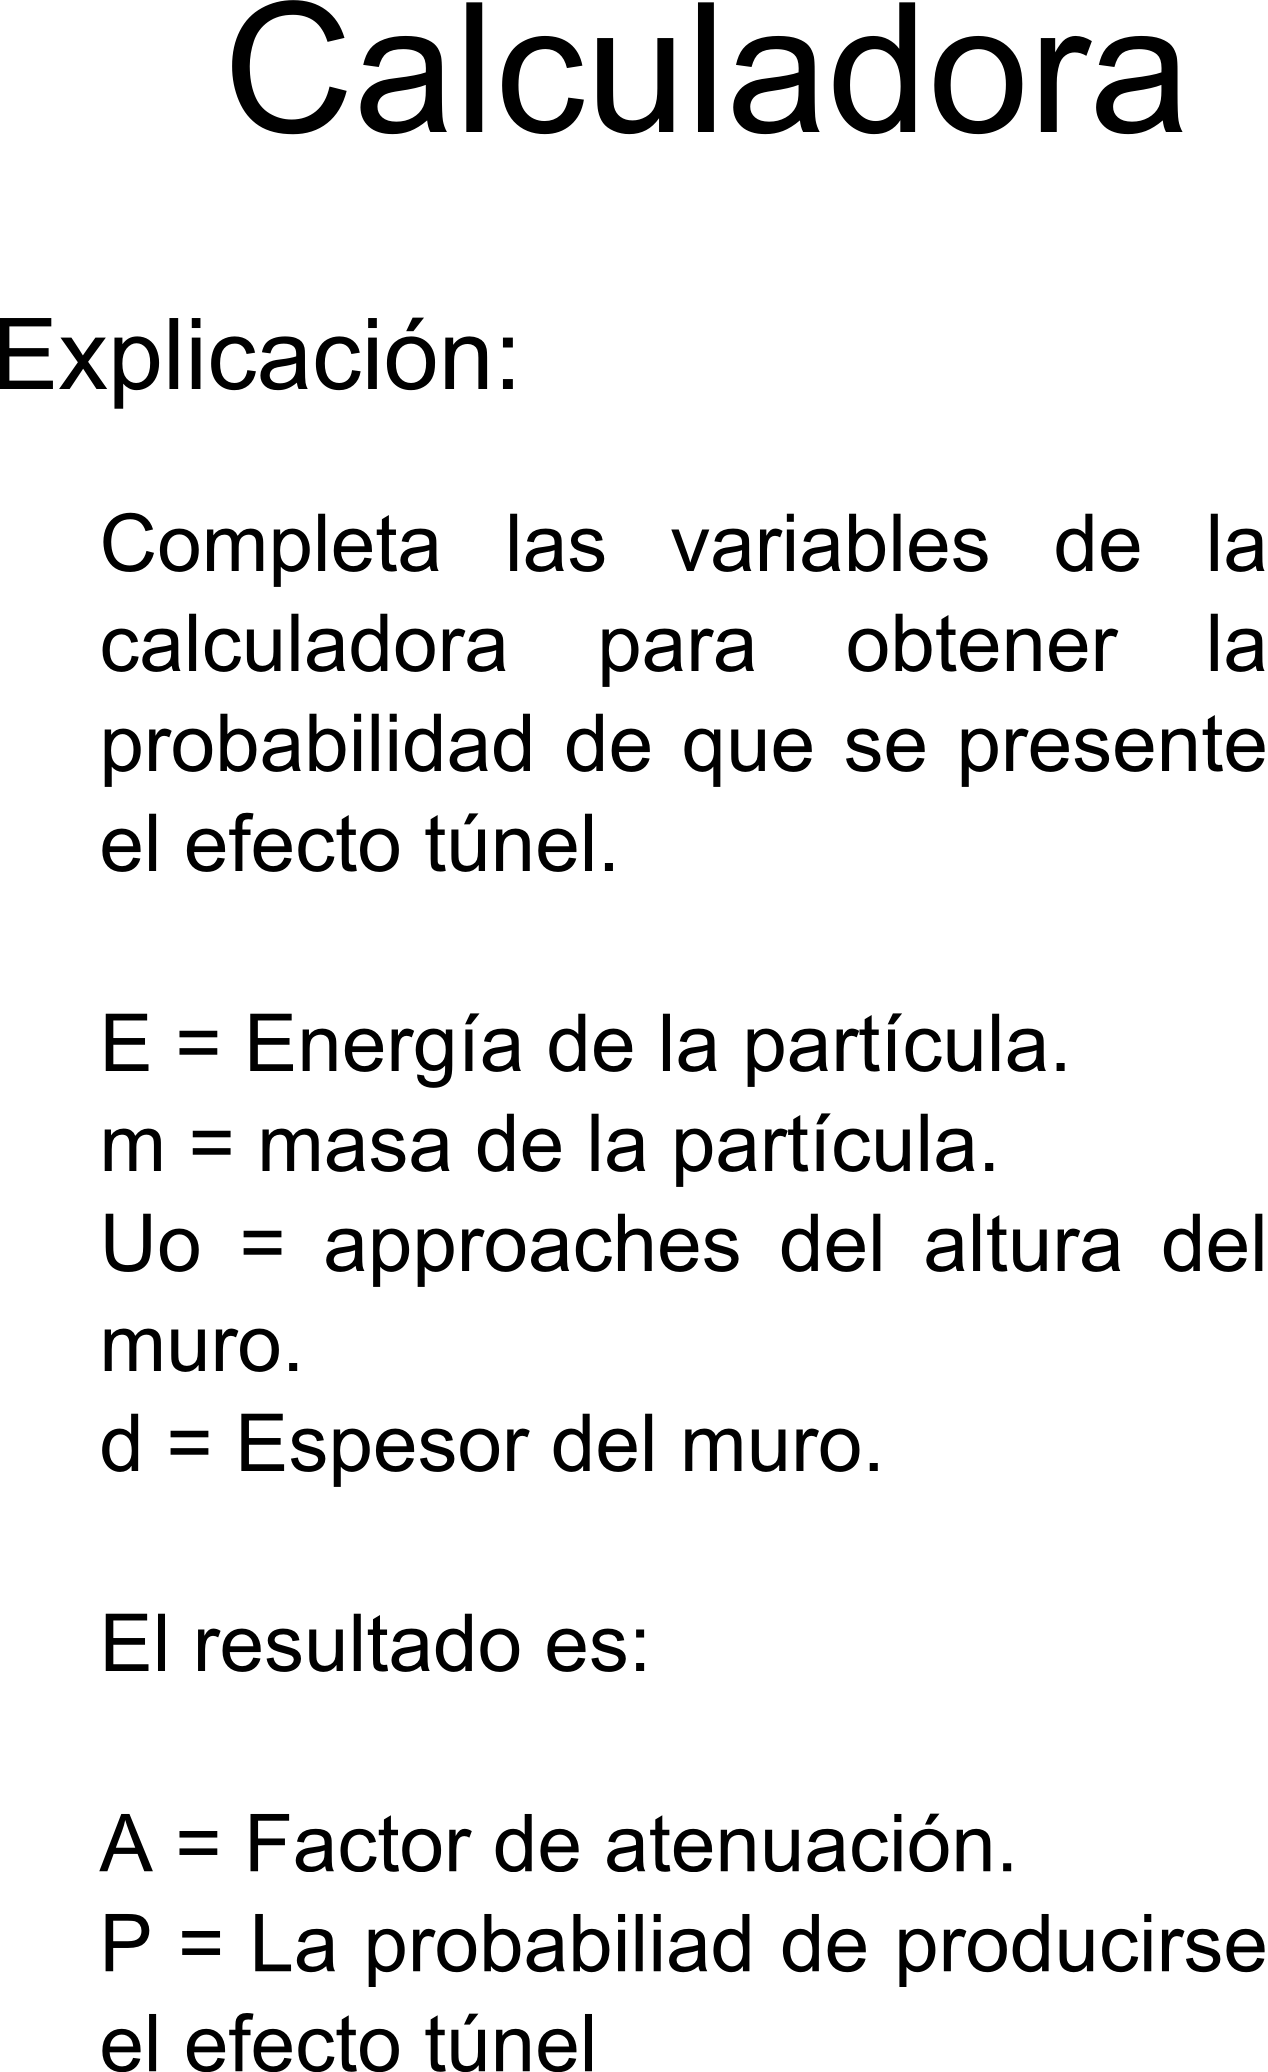 Calculadora
Explicación:
Completa las variables de la
calculadora para obtener la
probabilidad de que se presente
el efecto túnel.
E = Energía de la partícula.
m = masa de la partícula.
Uo = approaches del altura del
muro.
d = Espesor del muro.
El resultado es:
A = Factor de atenuación.
P = La probabiliad de producirse
el efecto túnel